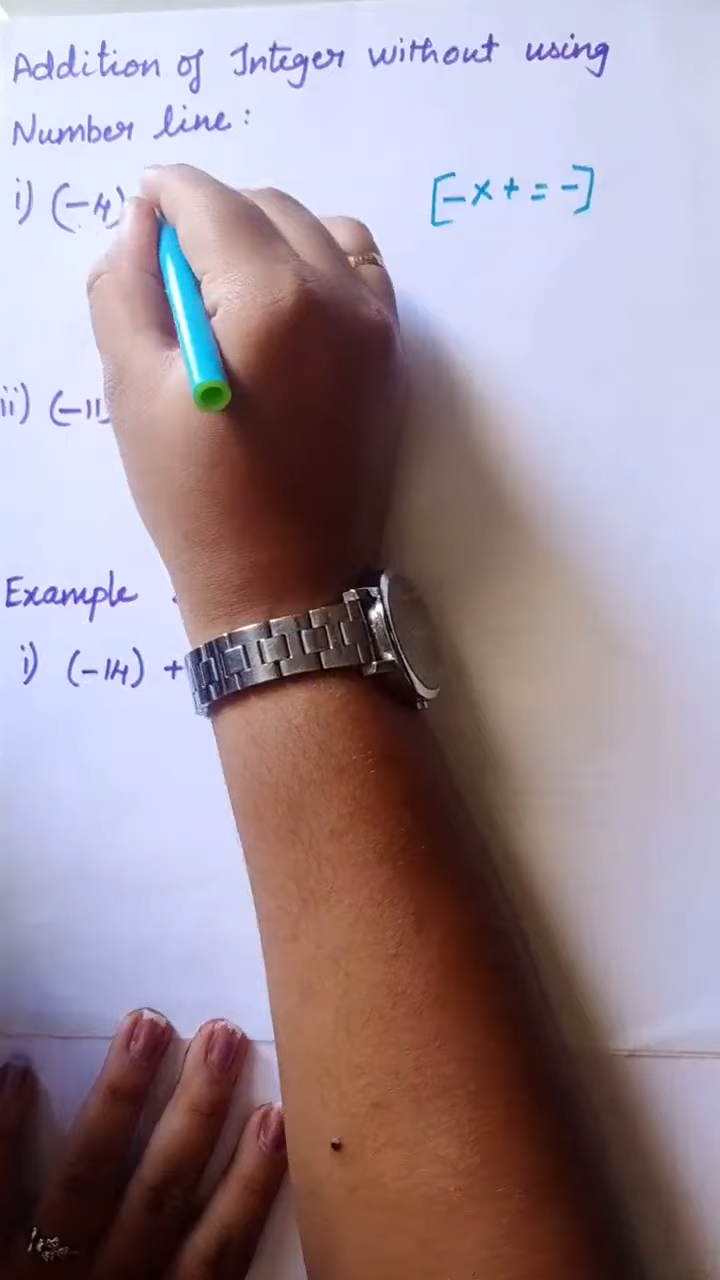 Addition of Integer without using
Number line:
i) (-4)
[- x + = -]
ii) (-11
Example
i) (-14) +